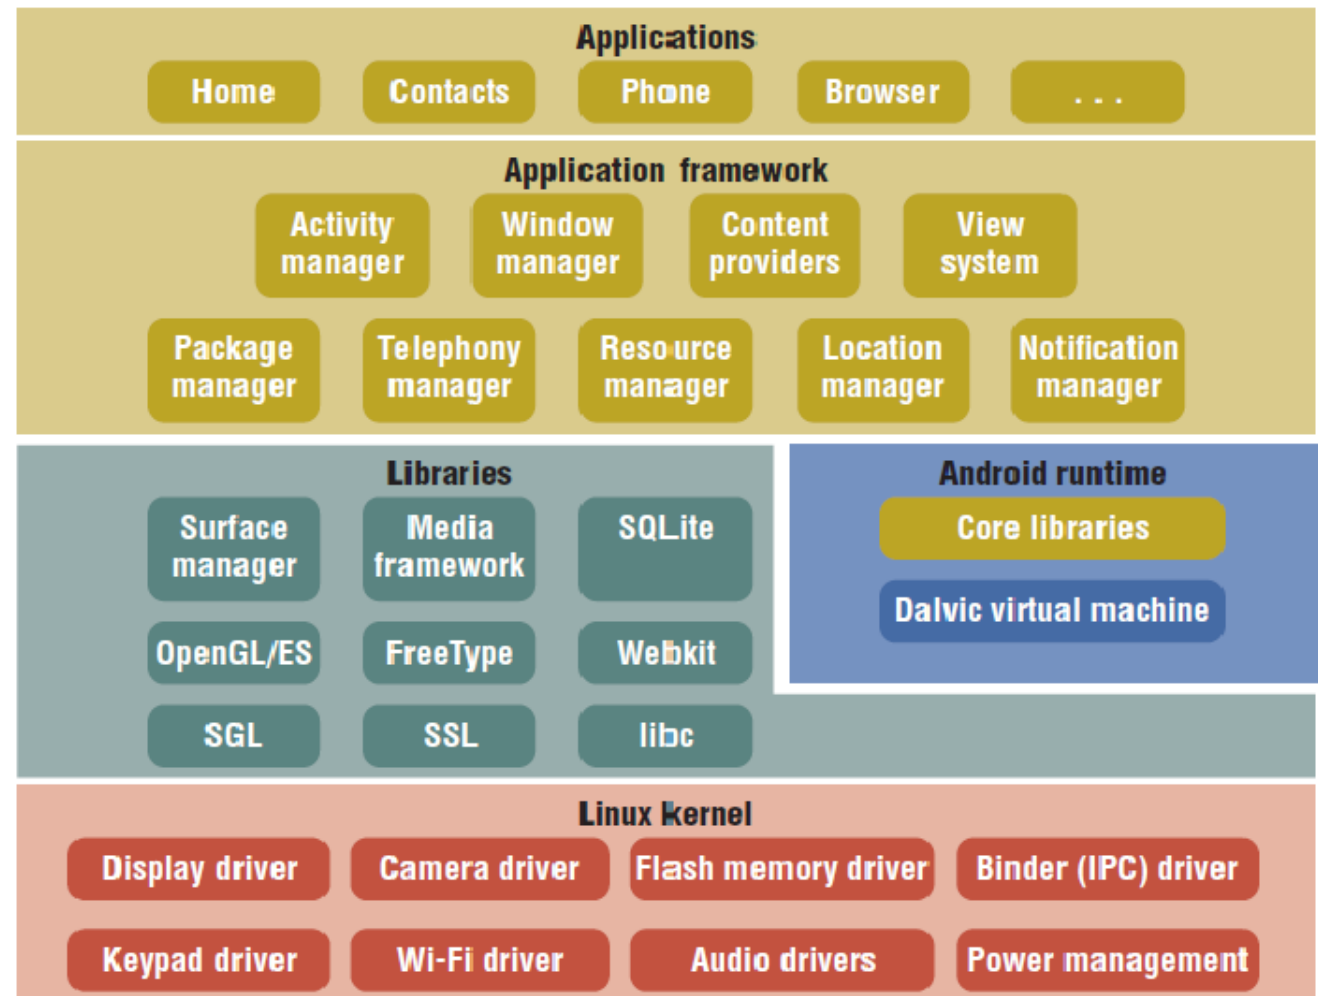 Applications
Home
Contacts
Phone
Browser
. . .
Application framework
Activity
manager
Window
manager
Content
providers
View
system
Package
manager
Telephony
manager
Resource
manager
Location
manager
Notification
manager
Libraries
Surface
manager
Media
framework
SQLite
OpenGL/ES
FreeType
Webkit
SGL
SSL
libc
Android runtime
Core libraries
Dalvic virtual machine
Linux kernel
Display driver
Camera driver
Flash memory driver
Binder (IPC) driver
Keypad driver
Wi-Fi driver
Audio drivers
Power management